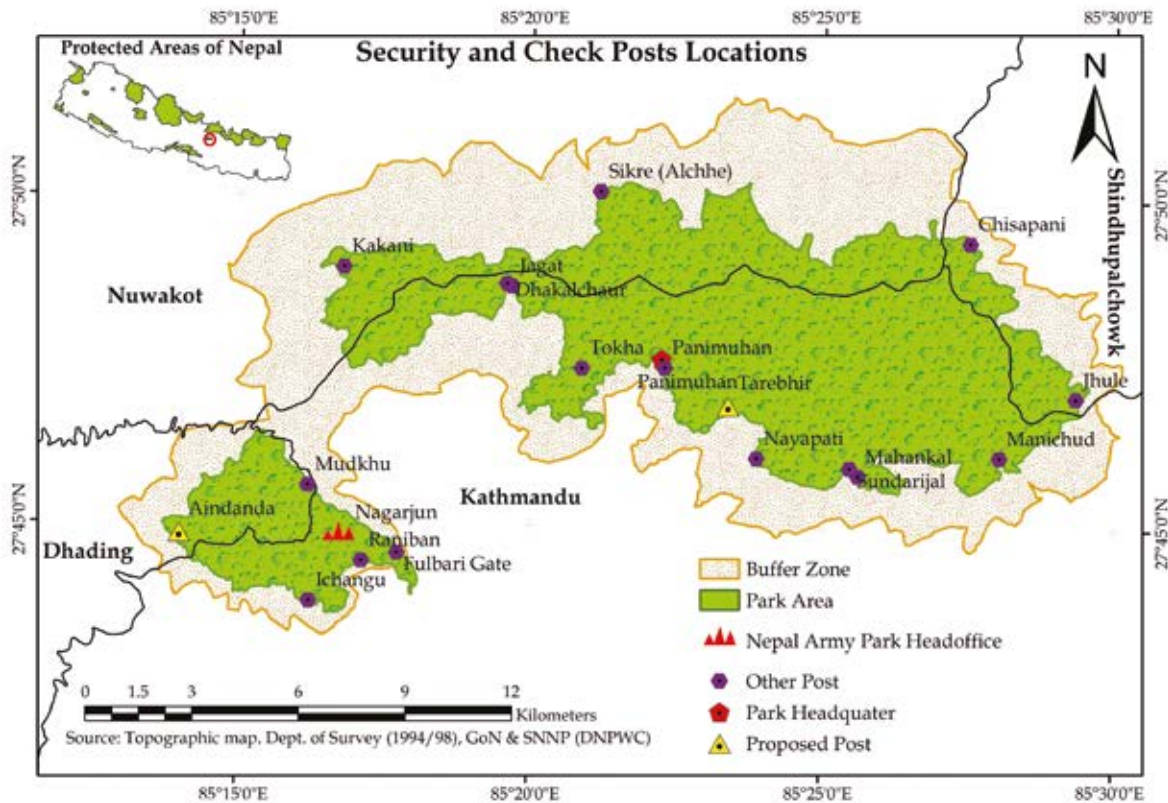 85°15'0"E 85°20'0"E 85°25'0"E 85°30'0"E
Protected Areas of Nepal
Security and Check Posts Locations
N
27°50'0"N
27°50'0"N
Shindhupalchowk
Sikre (Alchhe)
Chisapani
Kakani
Jagat
Dhakalchaur
Nuwakot
Tokha
Panimuhan
Panimuhan
Tarebhir
Jhule
Nayapati
Mahankal
Manichud
Sundarijal
Mudkhu
Kathmandu
Aindanda
Nagarjun
27°45'0"N
27°45'0"N
Raniban
Dhading
Fulbari Gate
Ichangu
Buffer Zone
Park Area
Nepal Army Park Headoffice
Other Post
Park Headquater
Proposed Post
0 1.5 3 6 9 12
Kilometers
Source: Topographic map, Dept. of Survey (1994/98), GoN & SNNP (DNPWC)
85°15'0"E 85°20'0"E 85°25'0"E 85°30'0"E